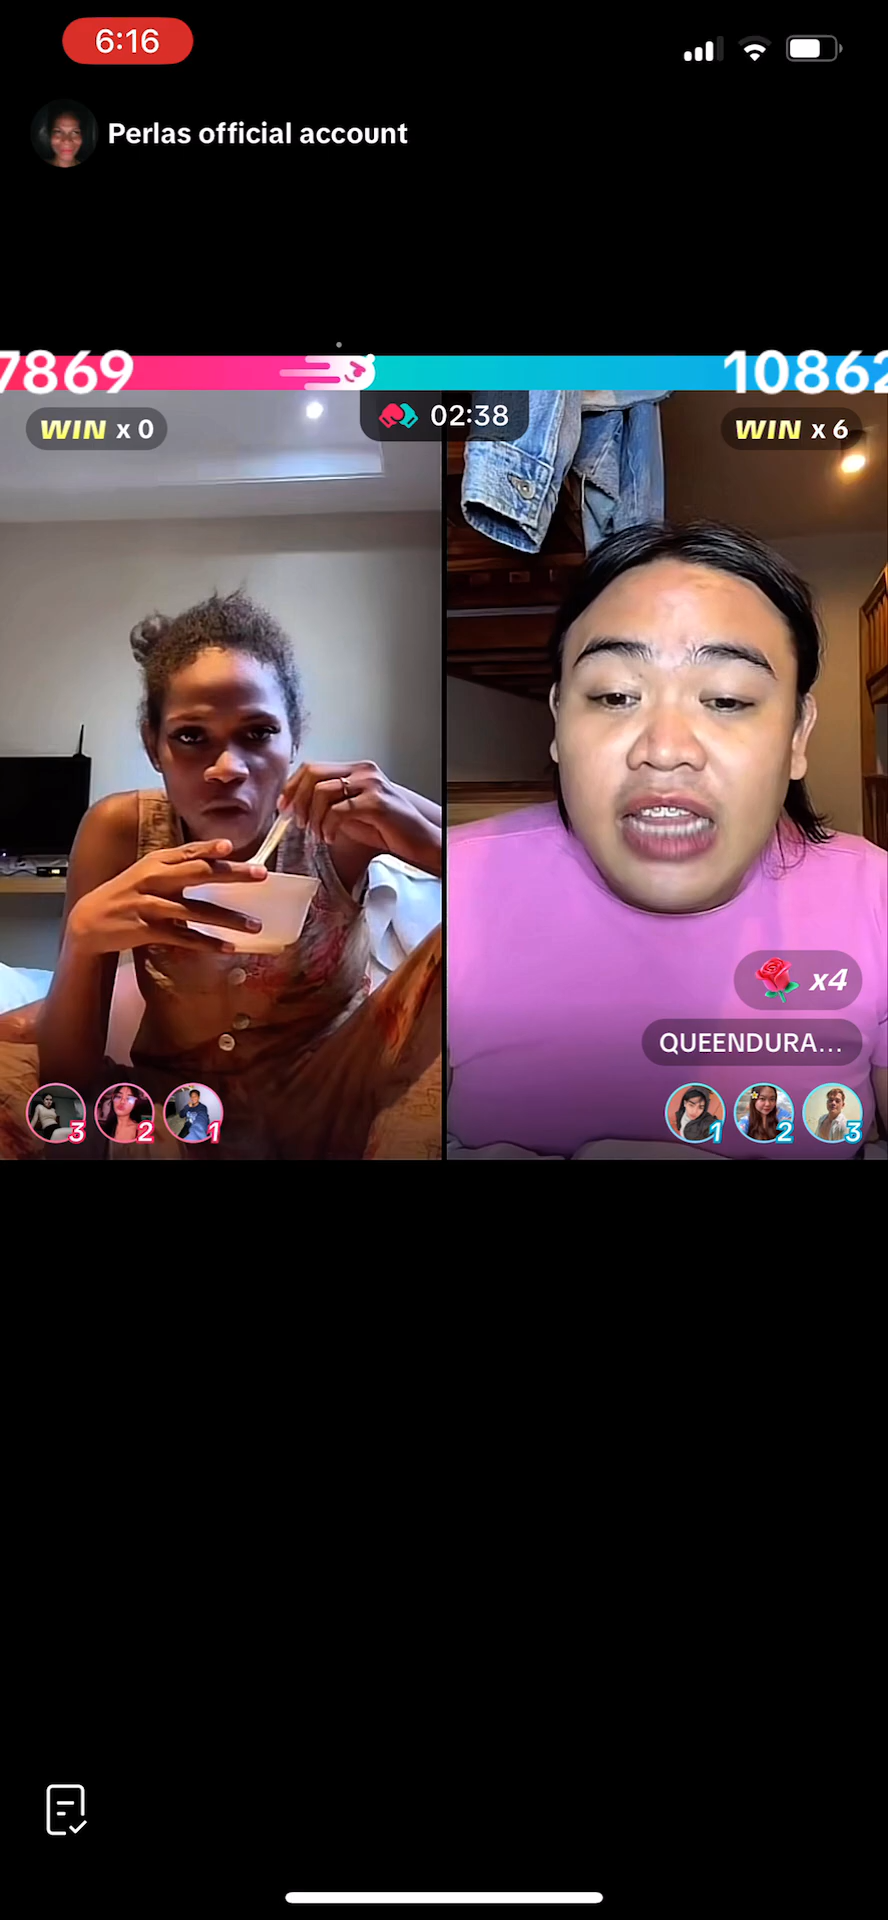 6:16
Perlas official account
7869
10862
WIN x 0
02:38
WIN x 6
x4
QUEENDURA...
3
2
1
1
2
3